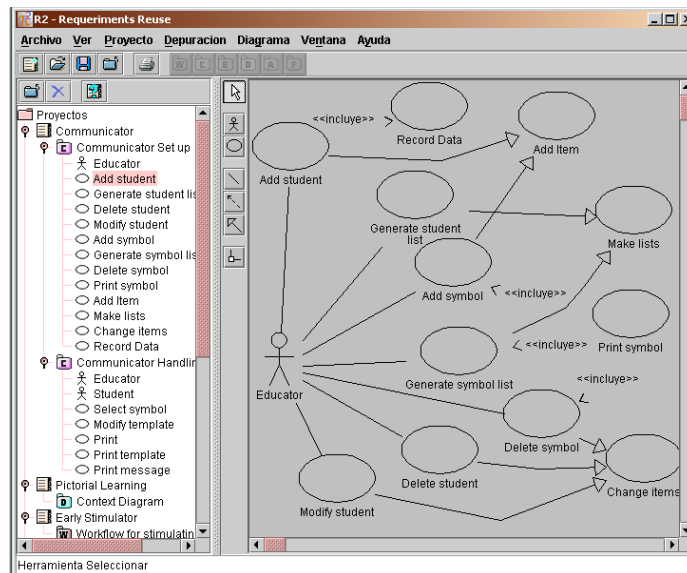 R2 - Requeriments Reuse
Archivo Ver Proyecto Depuracion Diagrama Ventana Ayuda
W C E D A F
Proyectos
Communicator
C Communicator Set up
Educator
Add student
Generate student lis
Delete student
Modify student
Add symbol
Generate symbol lis
Delete symbol
Print symbol
Add Item
Make lists
Change items
Record Data
C Communicator Handlin
Educator
Student
Select symbol
Modify template
Print
Print template
Print message
Pictorial Learning
D Context Diagram
Early Stimulator
W Workflow for stimulatin
<<incluye>>
Record Data
Add Item
Add student
Generate student
list
Make lists
Add symbol
<<incluye>>
<<incluye>>
Print symbol
Educator
Generate symbol list
<<incluye>>
Delete symbol
Delete student
Change items
Modify student
Herramienta Seleccionar